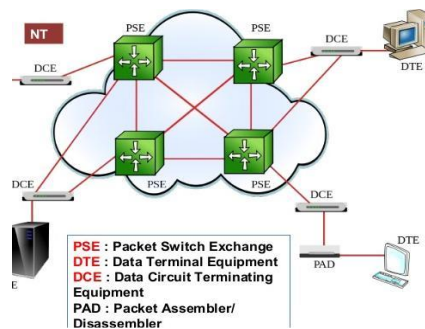 NT
PSE
PSE
DCE
DCE
DTE
DCE
PSE
PSE
DCE
E
PAD
DTE
PSE : Packet Switch Exchange
DTE : Data Terminal Equipment
DCE : Data Circuit Terminating
Equipment
PAD : Packet Assembler/
Disassembler